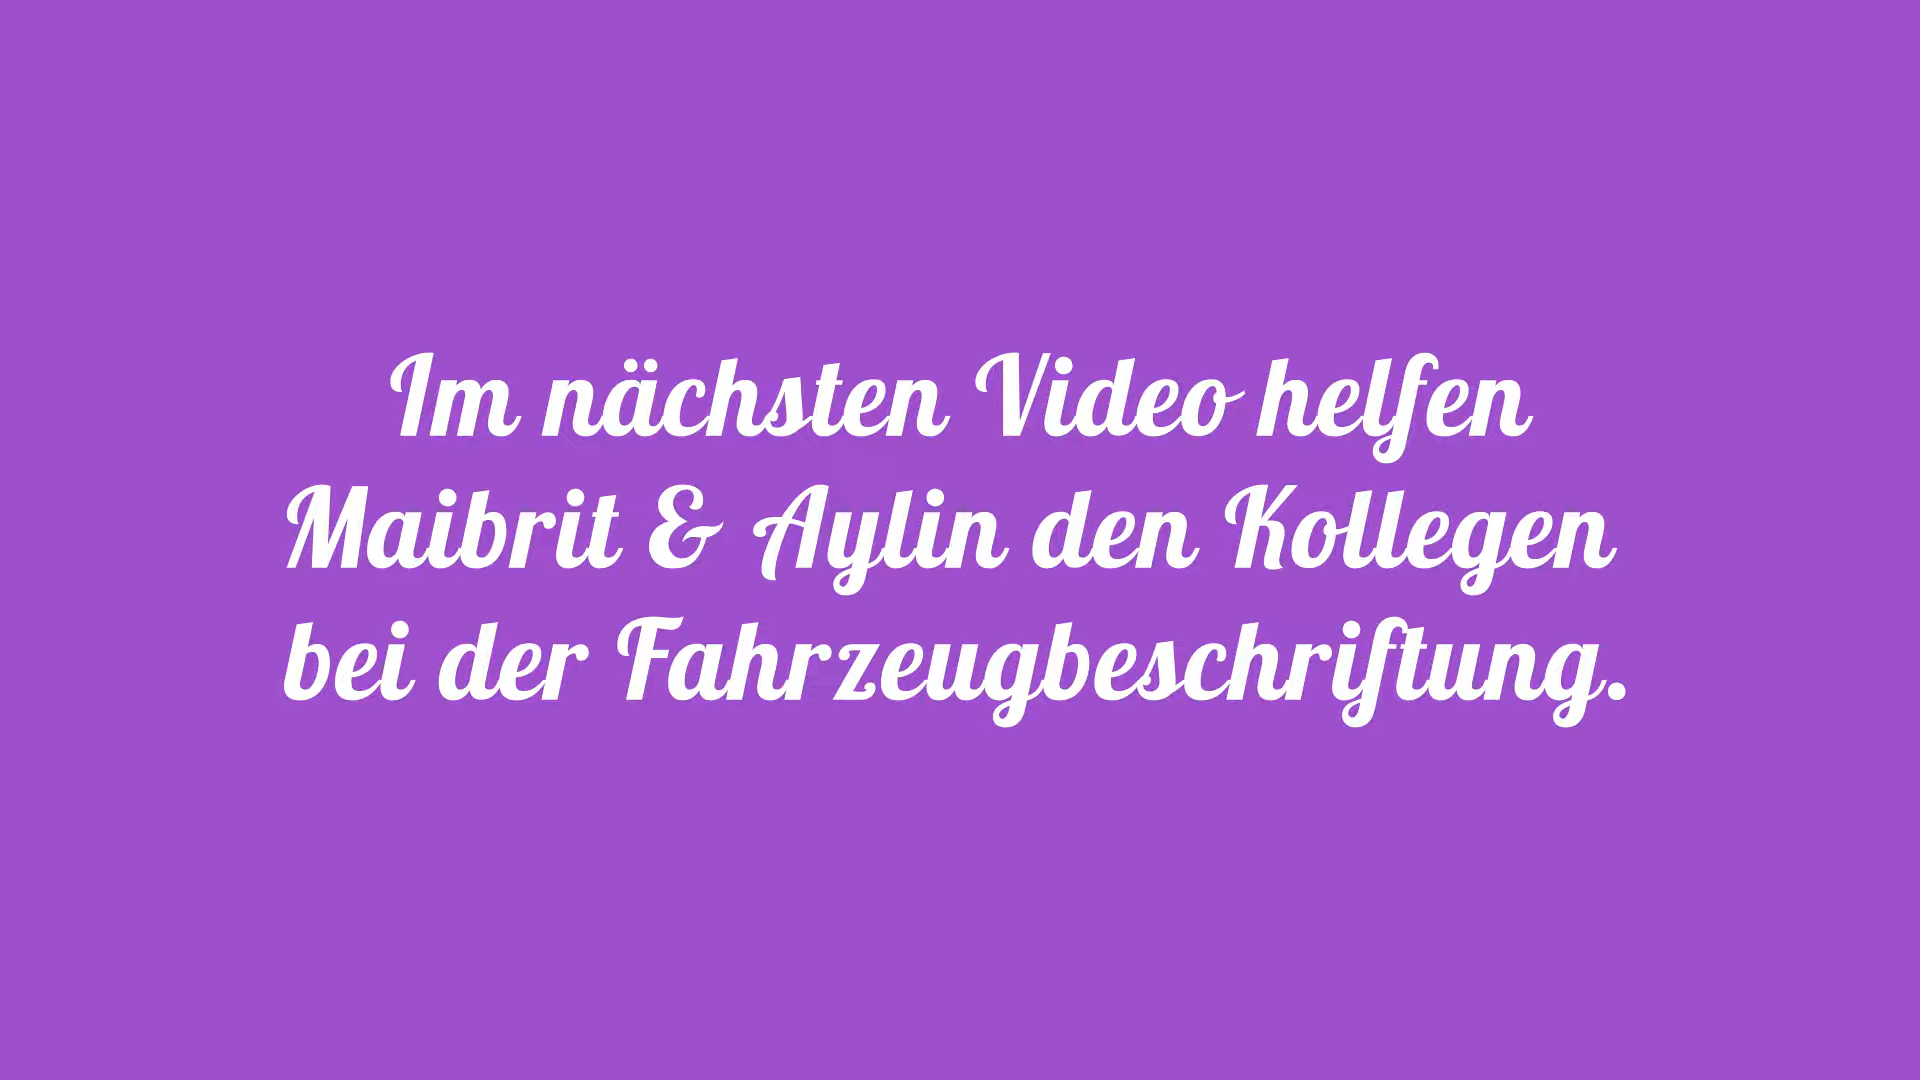 Im nächsten Video helfen
Maibrit & Aylin den Kollegen
bei der Fahrzeugbeschriftung.